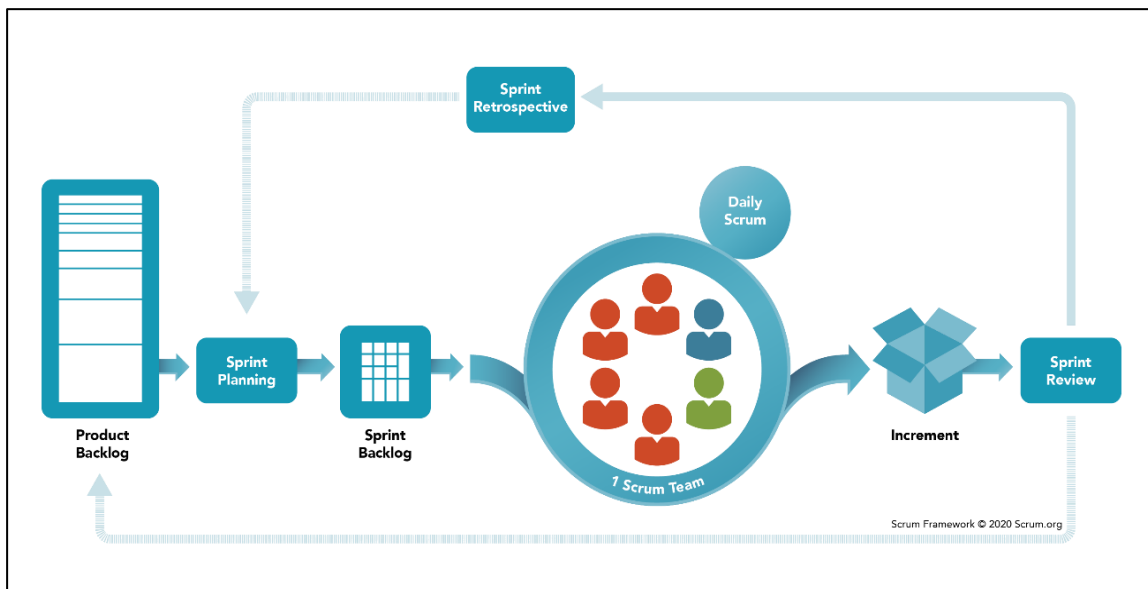 Sprint
Retrospective
Daily
Scrum
Sprint
Planning
Sprint
Review
Product
Backlog
Sprint
Backlog
Increment
1 Scrum Team
Scrum Framework © 2020 Scrum.org